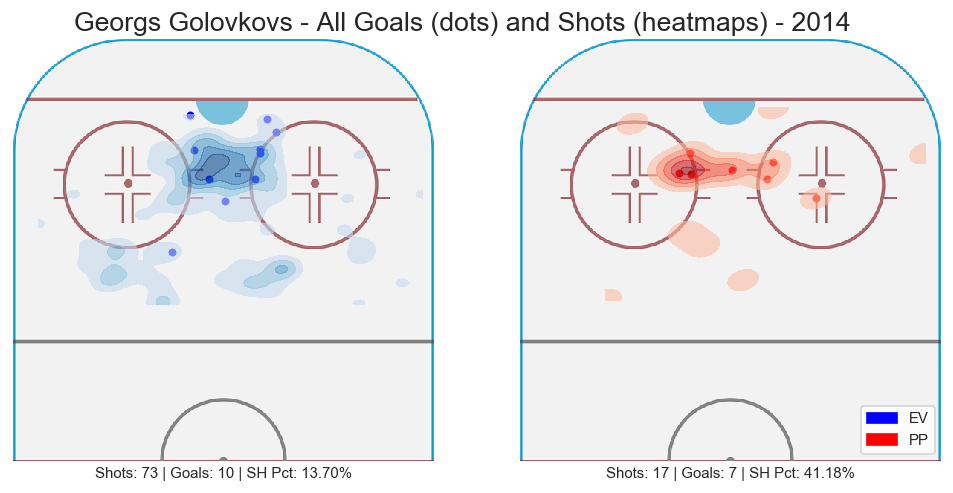 Georgs Golovkovs - All Goals (dots) and Shots (heatmaps) - 2014
EV
PP
Shots: 73 | Goals: 10 | SH Pct: 13.70%
Shots: 17 | Goals: 7 | SH Pct: 41.18%